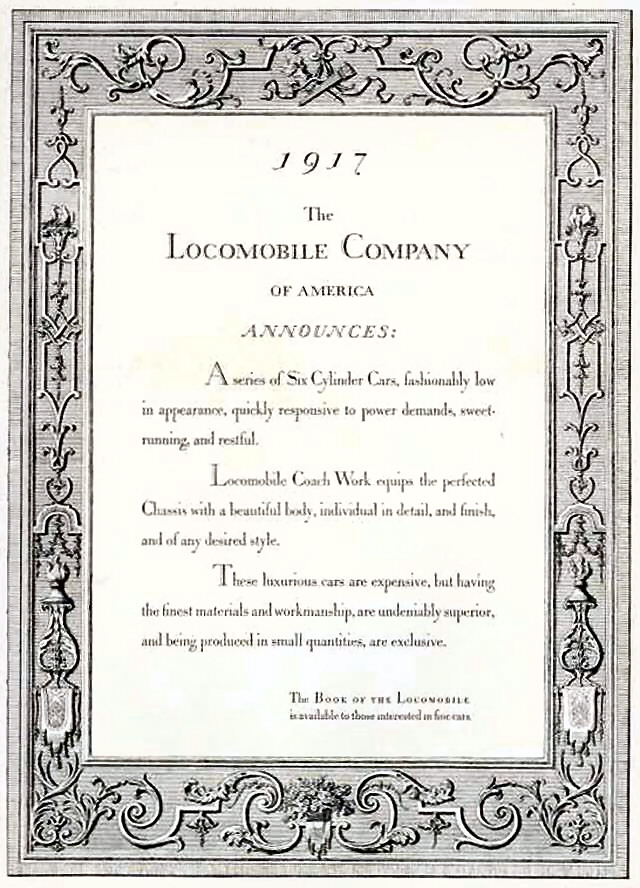 1917
The
LOCOMOBILE COMPANY
OF AMERICA
ANNOUNCES:
A series of Six Cylinder Cars, fashionably low
in appearance, quickly responsive to power demands, sweet-
running, and restful.
Locomobile Coach Work equips the perfected
Chassis with a beautiful body, individual in detail, and finish,
and of any desired style.
These luxurious cars are expensive, but having
the finest materials and workmanship, are undeniably superior,
and being produced in small quantities, are exclusive.
The BOOK OF THE LOCOMOBILE
is available to those interested in fine cars.